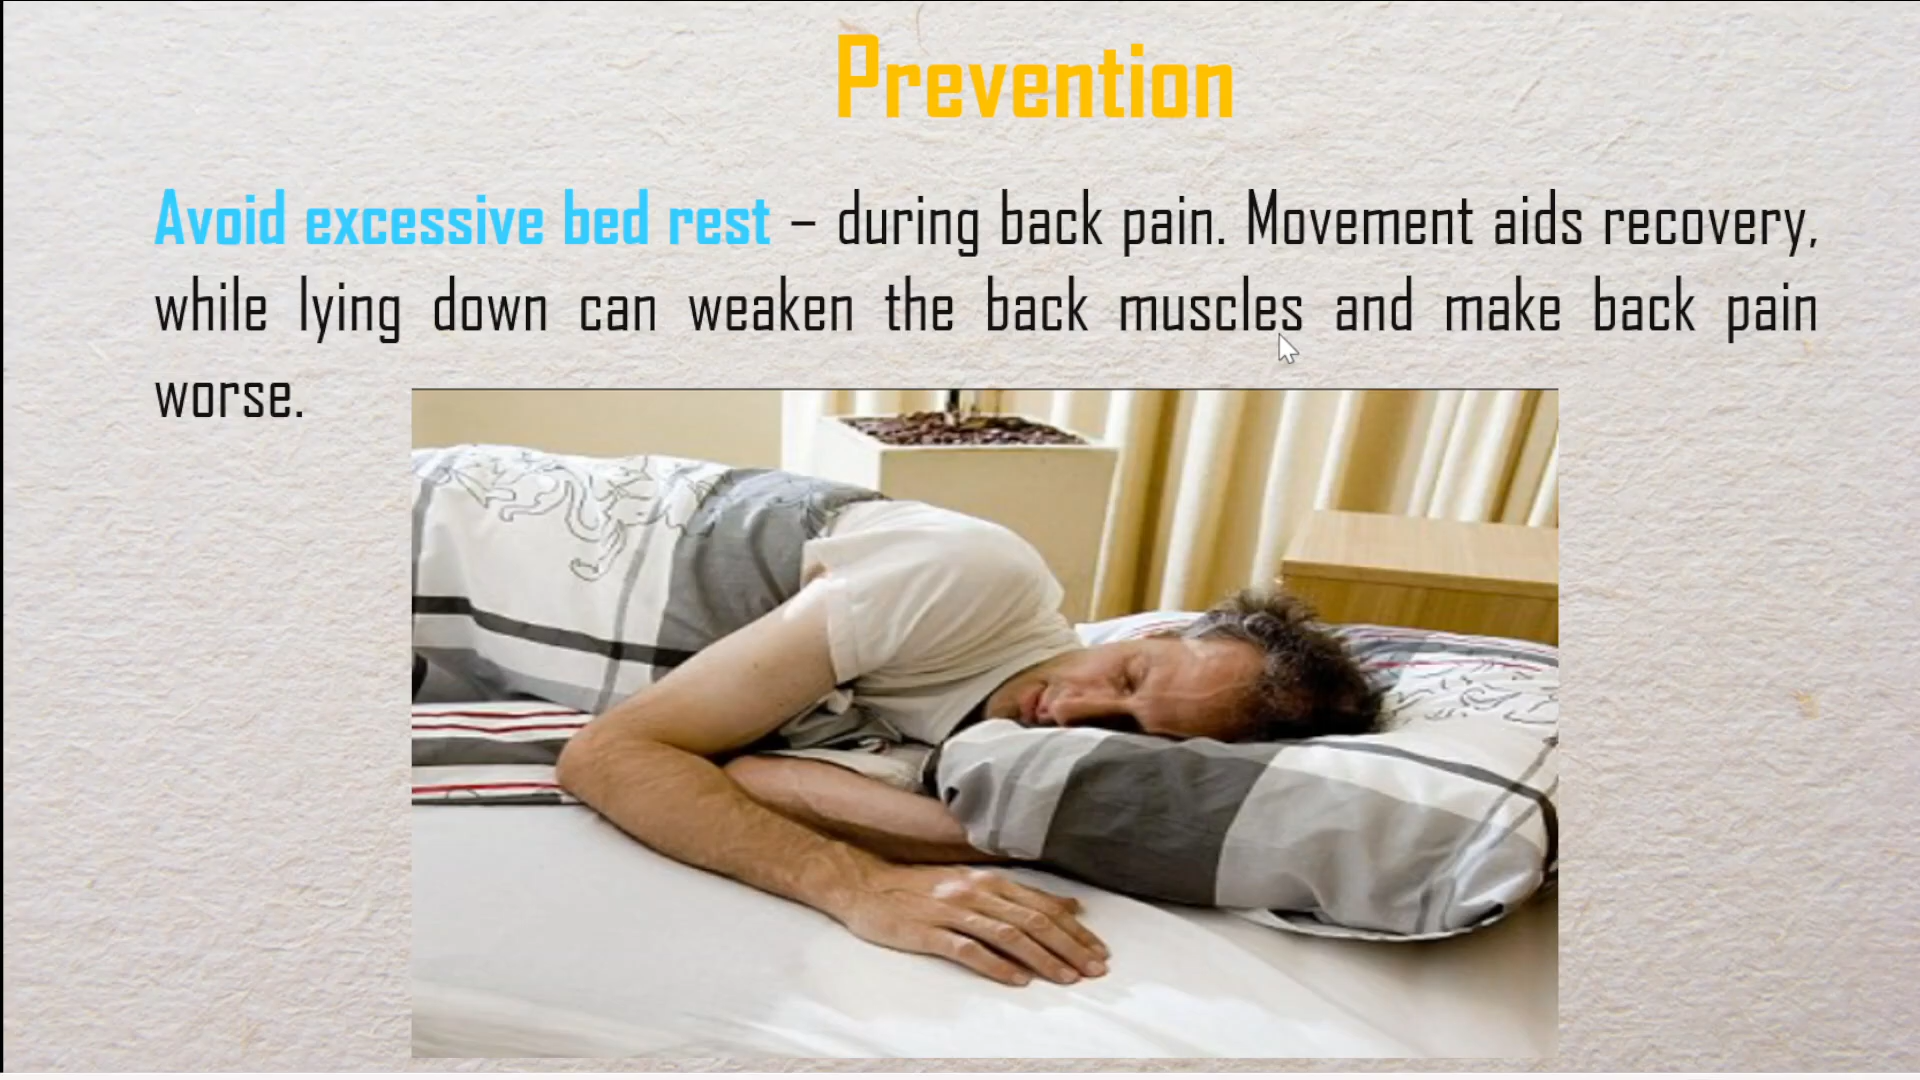 Prevention
Avoid excessive bed rest – during back pain. Movement aids recovery,
while lying down can weaken the back muscles and make back pain
worse.